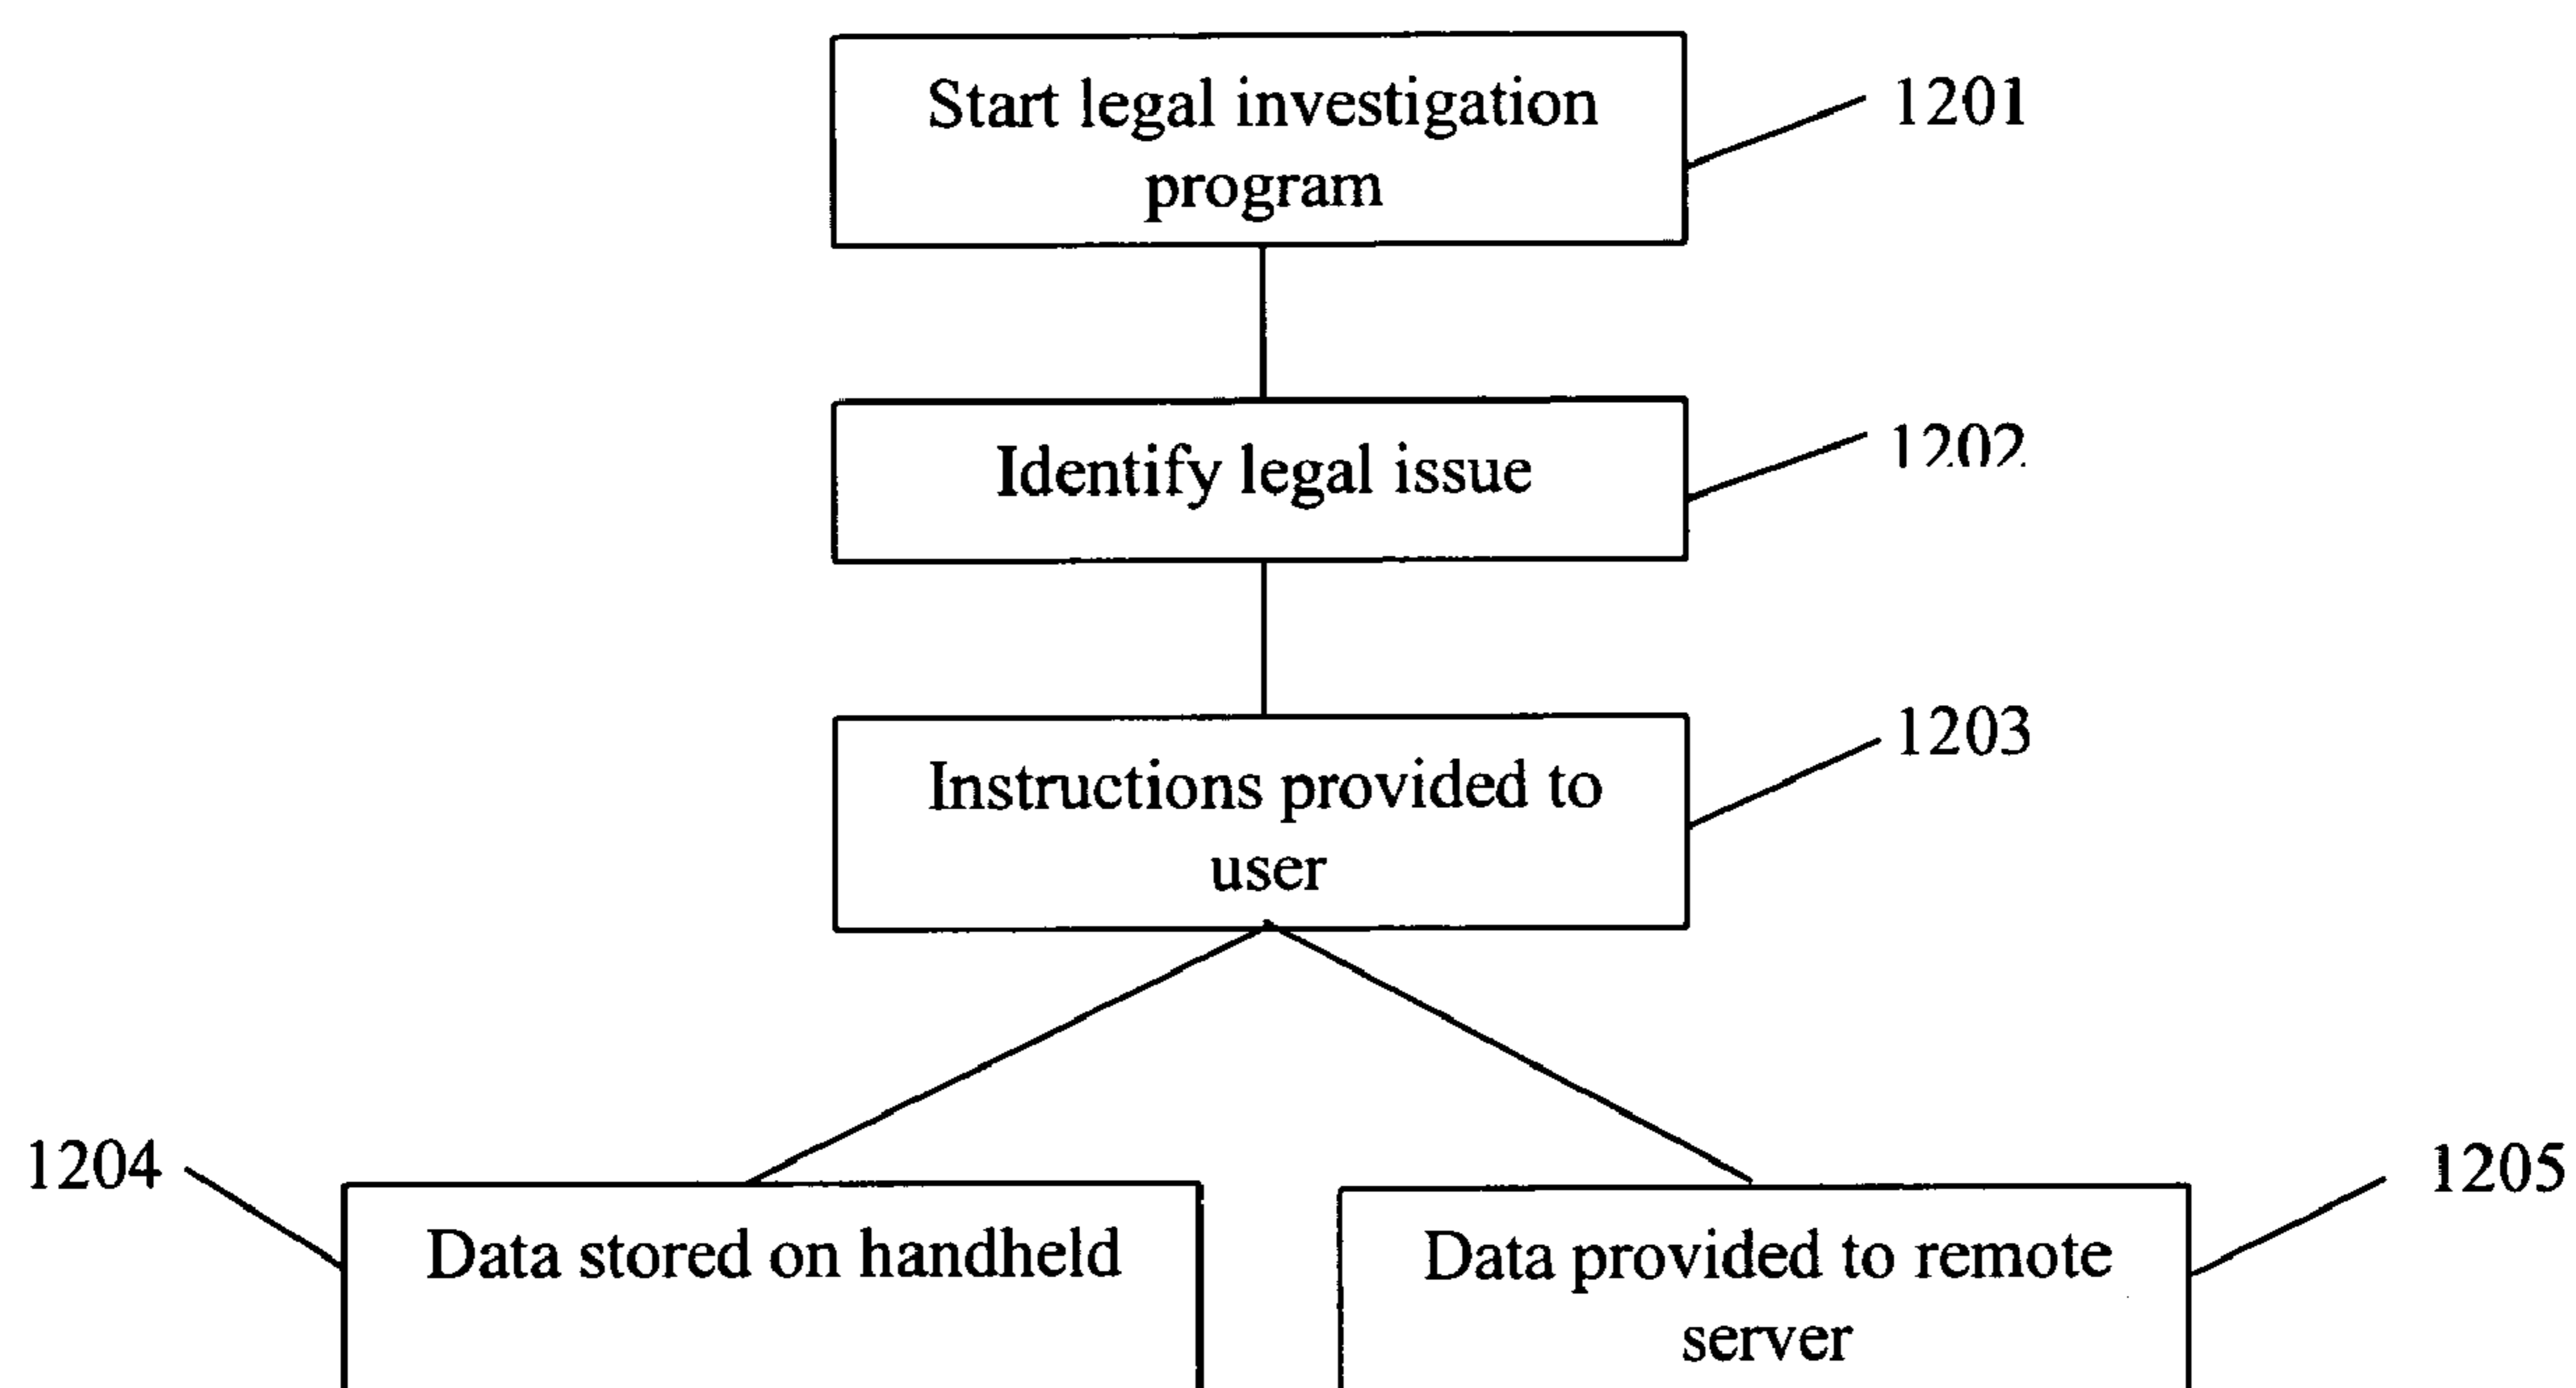 Start legal investigation
program
1201
Identify legal issue
1202
Instructions provided to
user
1203
1204
Data stored on handheld
Data provided to remote
server
1205